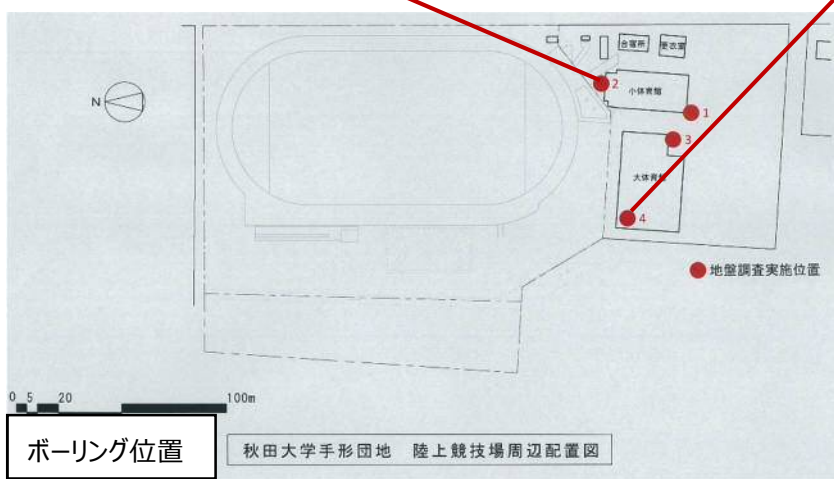 合宿所
更衣室
N
2
小体育館
1
3
大体育館
4
地盤調査実施位置
0 5 20 100m
ボーリング位置
秋田大学手形団地 陸上競技場周辺配置図